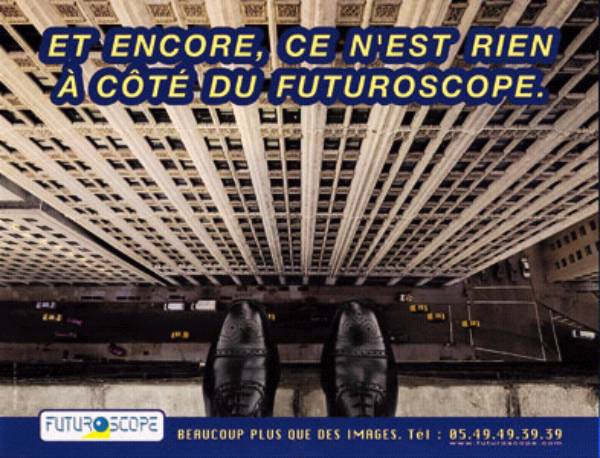 ET ENCORE, CE N'EST RIEN
À CÔTÉ DU FUTUROSCOPE.
FUTUROSCOPE
BEAUCOUP PLUS QUE DES IMAGES. Tél : 05.49.49.39.39
www.futuroscope.com